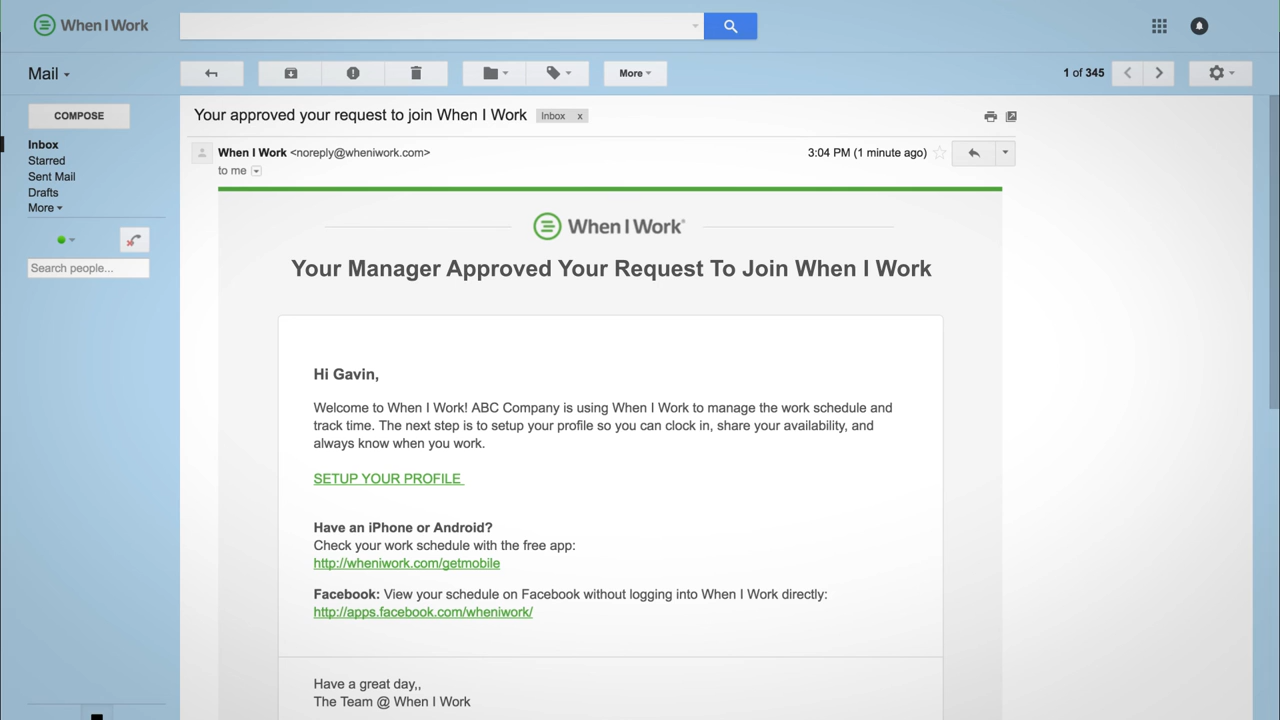 When I Work
Mail
More
1 of 345
COMPOSE
Inbox
Starred
Sent Mail
Drafts
More
Search people...
Your approved your request to join When I Work
Inbox x
When I Work <noreply@wheniwork.com>
3:04 PM (1 minute ago)
to me
When I Work®
Your Manager Approved Your Request To Join When I Work
Hi Gavin,
Welcome to When I Work! ABC Company is using When I Work to manage the work schedule and
track time. The next step is to setup your profile so you can clock in, share your availability, and
always know when you work.
SETUP YOUR PROFILE
Have an iPhone or Android?
Check your work schedule with the free app:
http://wheniwork.com/getmobile
Facebook: View your schedule on Facebook without logging into When I Work directly:
http://apps.facebook.com/wheniwork/
Have a great day,,
The Team @ When I Work